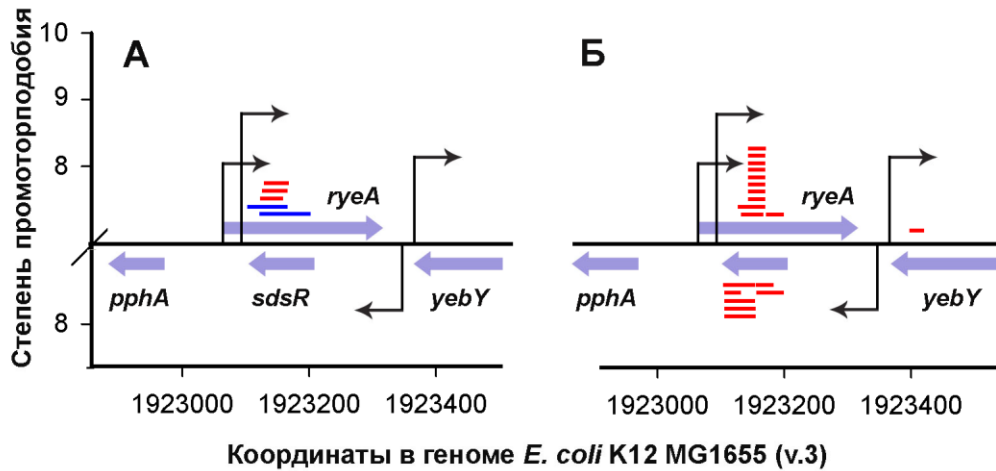 Степень промоторподобия
10
9
8
8
А
ryeA
pphA
sdsR
yebY
1923000
1923200
1923400
Б
ryeA
pphA
yebY
1923000
1923200
1923400
Координаты в геноме E. coli K12 MG1655 (v.3)